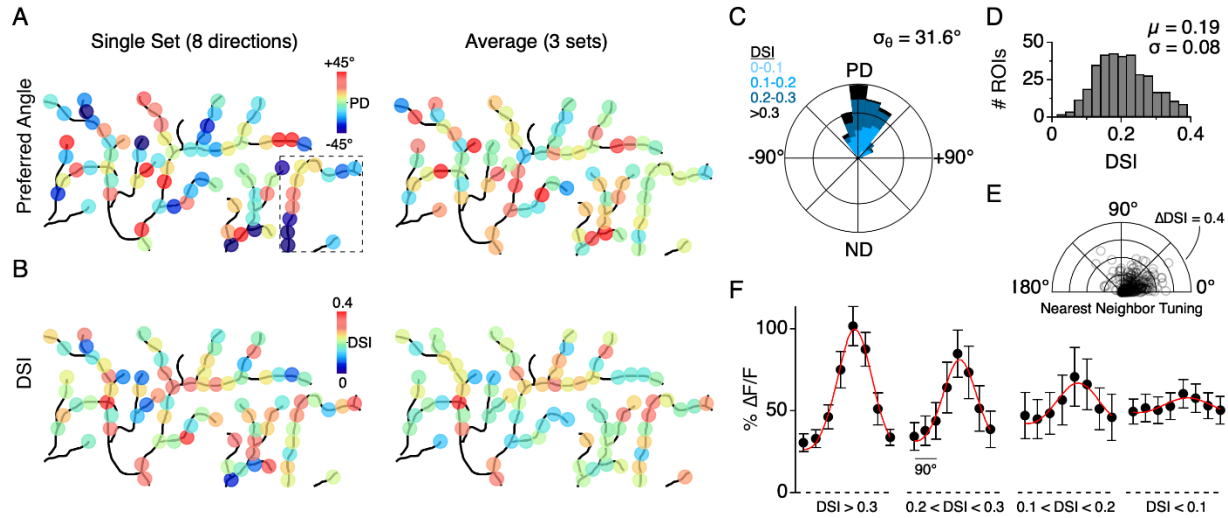 A
Single Set (8 directions)
Average (3 sets)
Preferred Angle
+45°
PD
-45°
B
DSI
0.4
DSI
0
C
σθ = 31.6°
DSI
0-0.1
0.1-0.2
0.2-0.3
>0.3
PD
-90°
+90°
ND
D
μ = 0.19
σ = 0.08
# ROIs
50
25
0
0
0.2
0.4
DSI
E
90°
ΔDSI = 0.4
180°
0°
Nearest Neighbor Tuning
F
% ΔF/F
100
50
0
90°
DSI > 0.3
0.2 < DSI < 0.3
0.1 < DSI < 0.2
DSI < 0.1